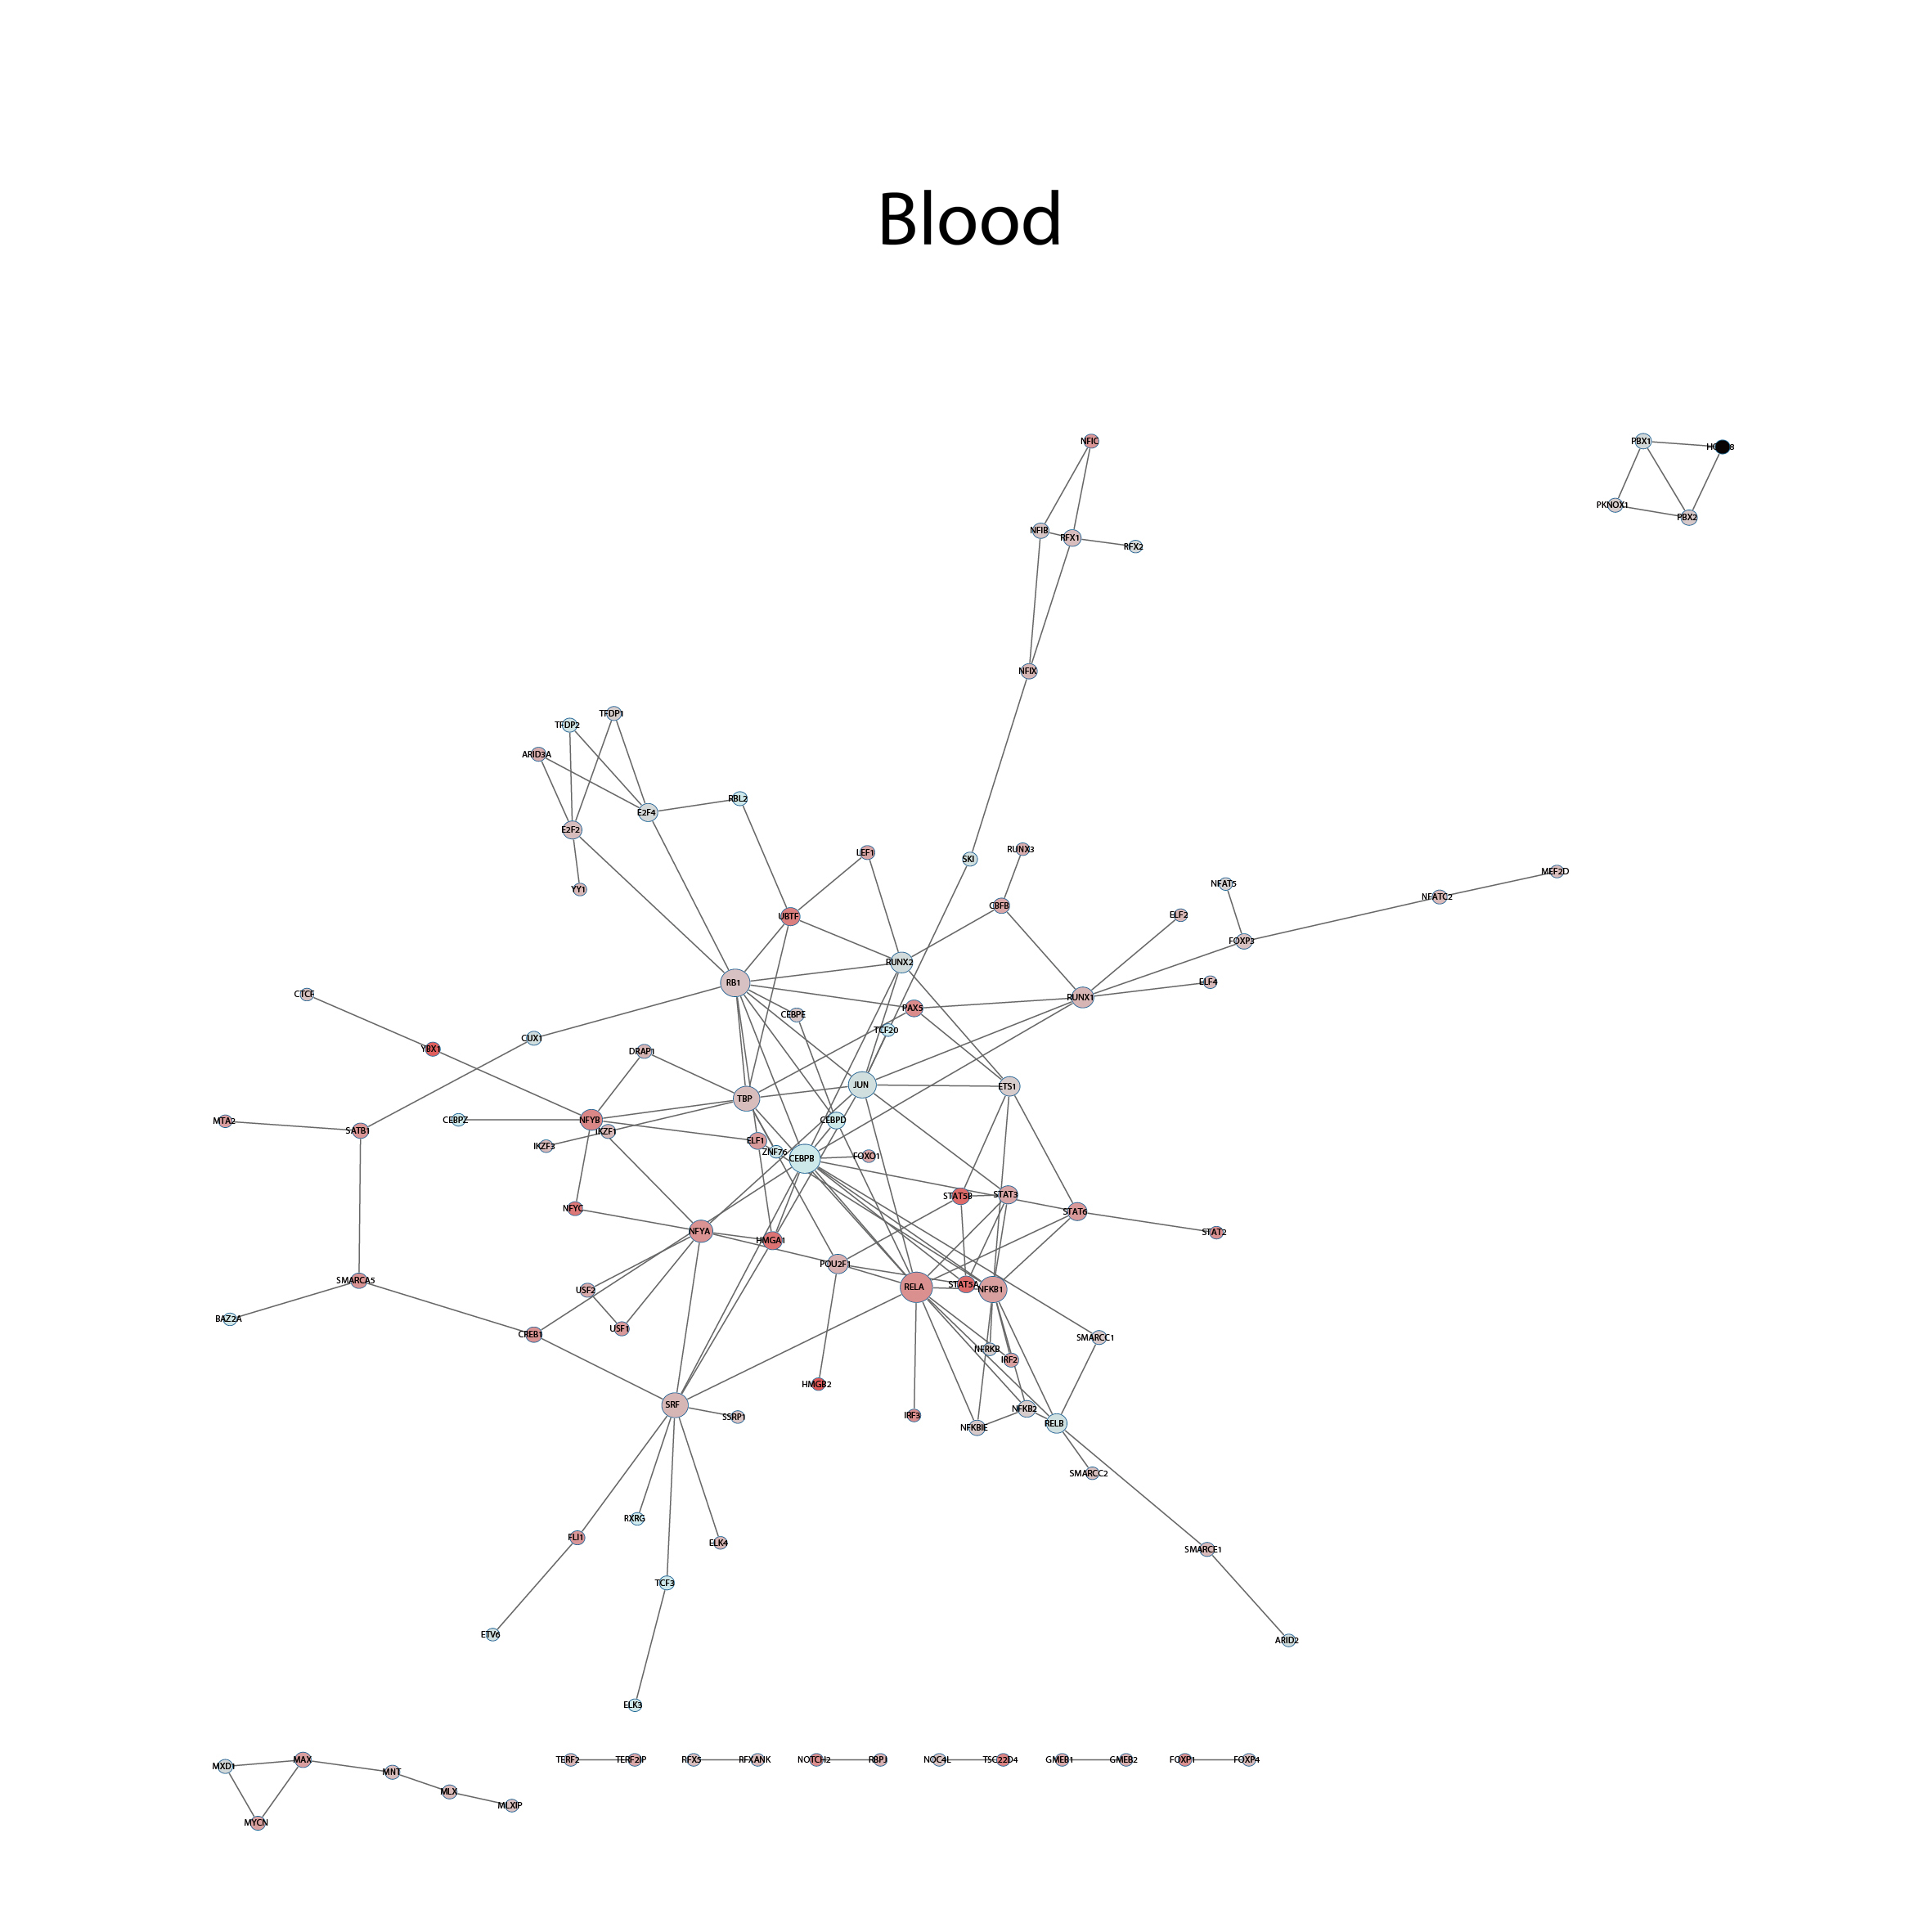 Blood
NFIC
PBX1
PKNOX1
PBX2
NFIB
RFX1
RFX2
NFIX
TFDP1
TFDP2
ARID3A
RBL2
E2F4
E2F2
YY1
LEF1
SKI
RUNX3
MEF2D
NFAT5
NFATC2
CBFB
ELF2
UBTF
FOXP3
RUNX2
RB1
ELF4
CTCF
RUNX1
PAX5
CEBPE
TCF20
CUX1
YBX1
DRAP1
JUN
ETS1
TBP
MTA2
CEBPZ
NFYB
CEBPD
SATB1
IKZF1
ELF1
IKZF3
ZNF76
CEBPB
FOXO1
STAT5B
STAT3
NFYC
STAT6
NFYA
STAT2
HMGA1
POU2F1
SMARCA5
RELA
STAT5A
NFKB1
USF2
BAZ2A
USF1
CREB1
SMARCC1
NFRKB
IRF2
HMGB2
SRF
SSRP1
IRF3
NFKB2
NFKBIE
RELB
SMARCC2
RXRG
FLI1
ELK4
SMARCE1
TCF3
ETV6
ARID2
ELK3
MXD1
MAX
MNT
MLX
MLXIP
MYCN
TERF2
TERF2IP
RFX5
RFXANK
NOTCH2
RBPJ
NOC4L
TSC22D4
GMEB1
GMEB2
FOXP1
FOXP4